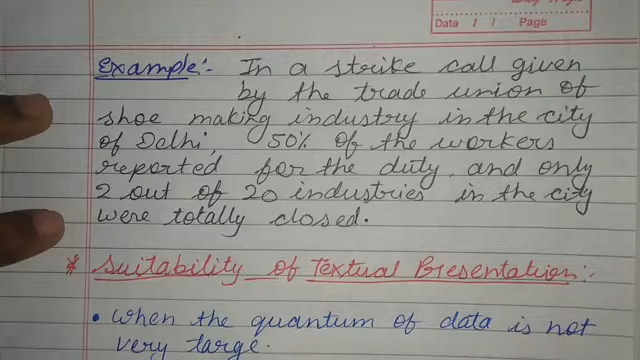 Data / / Page
Example:- In a strike call given
by the trade union of
shoe making industry in the city
of Delhi, 50% of the workers
reported for the duty, and only
2 out of 20 industries in the city
were totally closed.
* Suitability of Textual Presentation:-
• When the quantum of data is not
very large.